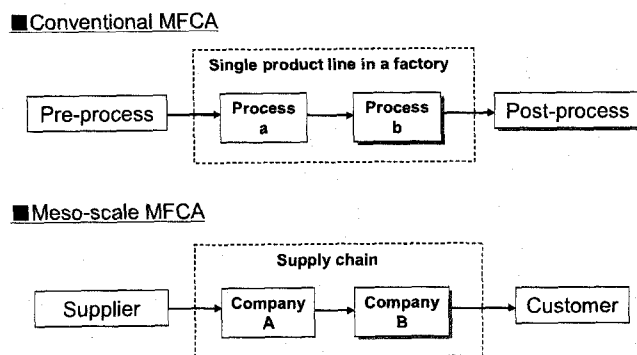 ■Conventional MFCA
Single product line in a factory
Pre-process
Process
a
Process
b
Post-process
■Meso-scale MFCA
Supply chain
Supplier
Company
A
Company
B
Customer